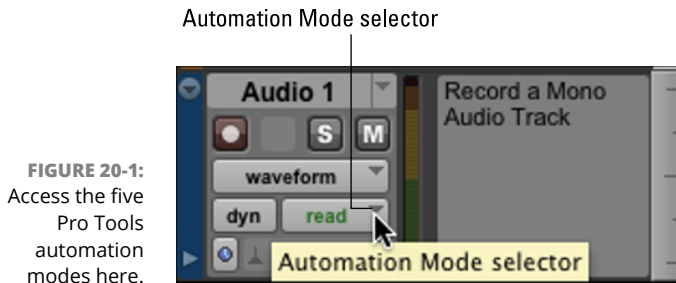 Automation Mode selector
Audio 1
Record a Mono
Audio Track
S M
waveform
dyn read
Automation Mode selector
FIGURE 20-1:
Access the five
Pro Tools
automation
modes here.